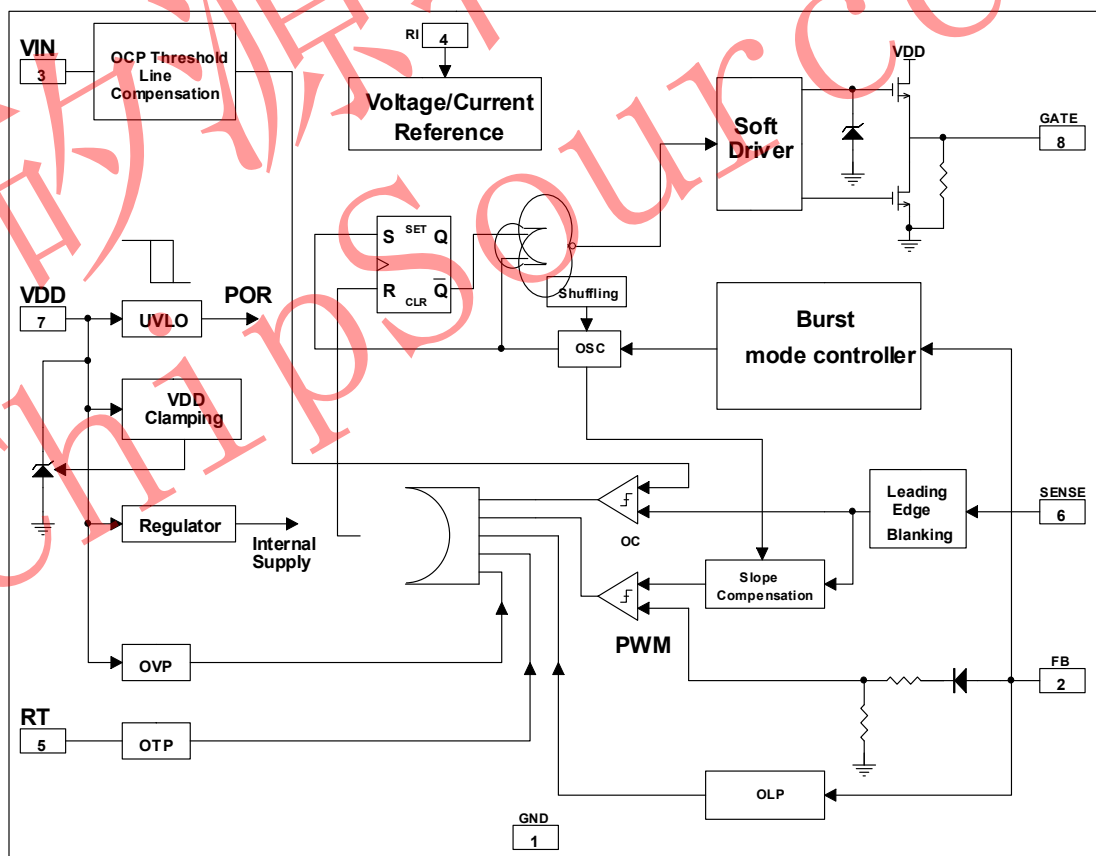 VIN
3
OCP Threshold
Line
Compensation
RI
4
Voltage/Current
Reference
VDD
Soft
Driver
GATE
8
S SET Q
R CLR Q
Shuffling
OSC
Burst
mode controller
VDD
7
UVLO
POR
VDD
Clamping
Regulator
Internal
Supply
OC
Leading
Edge
Blanking
SENSE
6
Slope
Compensation
PWM
OVP
FB
2
RT
5
OTP
OLP
GND
1
ChipSourc